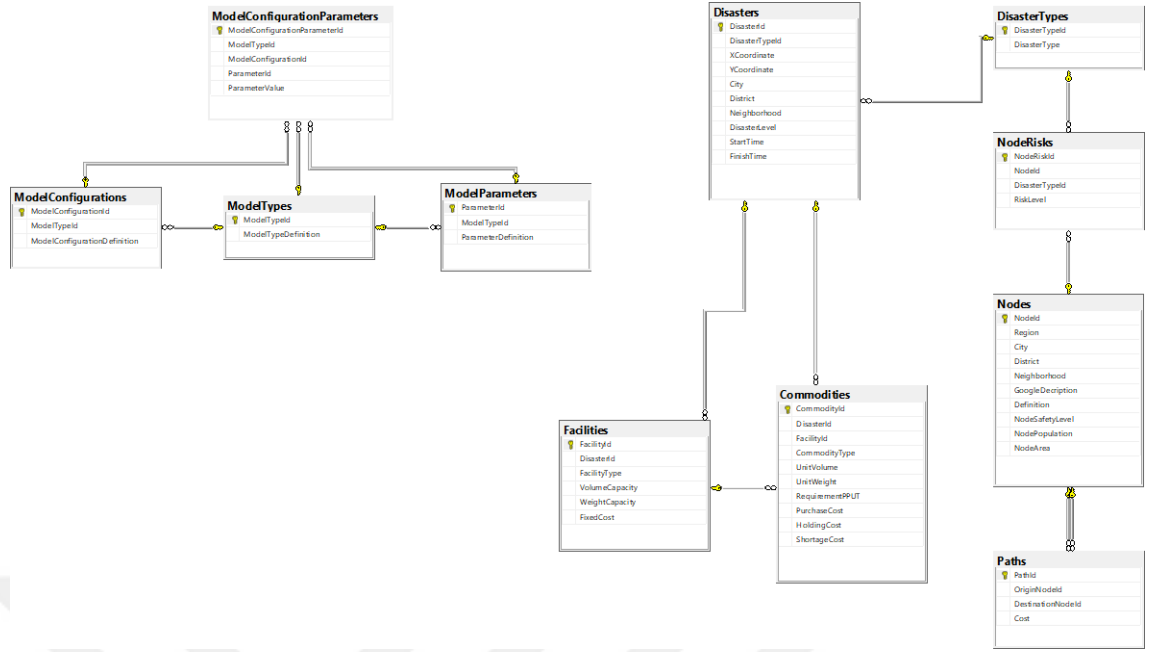 ModelConfigurationParameters
ModelConfigurationParameterId
ModelTypeId
ModelConfigurationId
ParameterId
ParameterValue
ModelConfigurations
ModelConfigurationId
ModelTypeId
ModelConfigurationDefinition
ModelTypes
ModelTypeId
ModelTypeDefinition
ModelParameters
ParameterId
ModelTypeId
ParameterDefinition
Disasters
DisasterId
DisasterTypeId
XCoordinate
YCoordinate
City
District
Neighborhood
DisasterLevel
StartTime
FinishTime
DisasterTypes
DisasterTypeId
DisasterType
NodeRisks
NodeRiskId
NodeId
DisasterTypeId
RiskLevel
Nodes
NodeId
Region
City
District
Neighborhood
GoogleDecription
Definition
NodeSafetyLevel
NodePopulation
NodeArea
Facilities
FacilityId
DisasterId
FacilityType
VolumeCapacity
WeightCapacity
FixedCost
Commodities
CommodityId
DisasterId
FacilityId
CommodityType
UnitVolume
UnitWeight
RequirementPPUT
PurchaseCost
HoldingCost
ShortageCost
Paths
PathId
OriginNodeId
DestinationNodeId
Cost